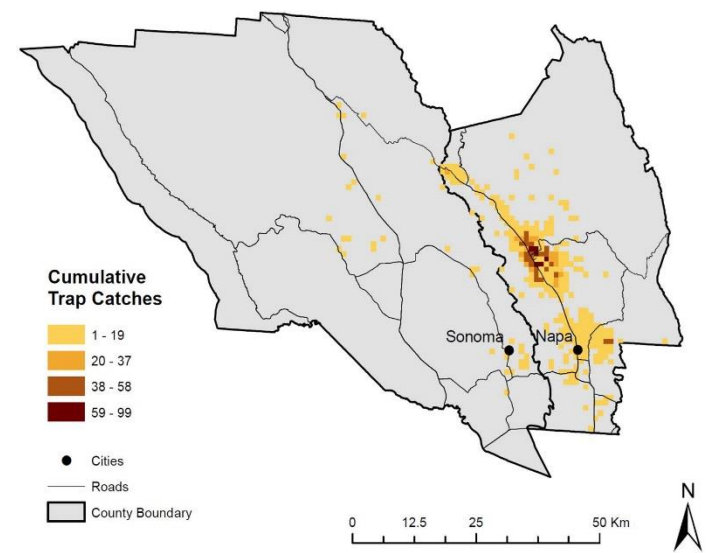 Sonoma
Napa
Cumulative
Trap Catches
1 - 19
20 - 37
38 - 58
59 - 99
Cities
Roads
County Boundary
N
0 12.5 25 50 Km